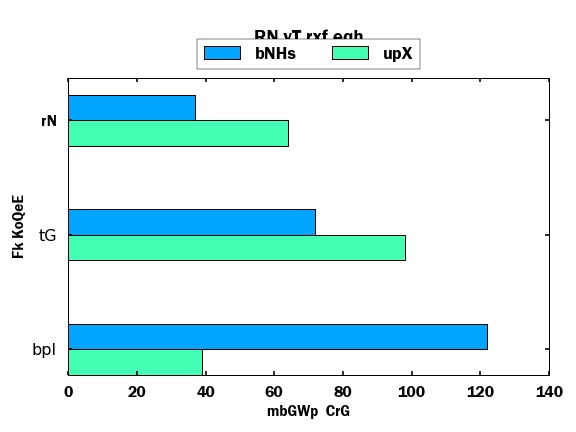 RN yT rxf egh
bNHs upX
rN
tG
bpI
Fk KoQeE
0 20 40 60 80 100 120 140
mbGWp CrG